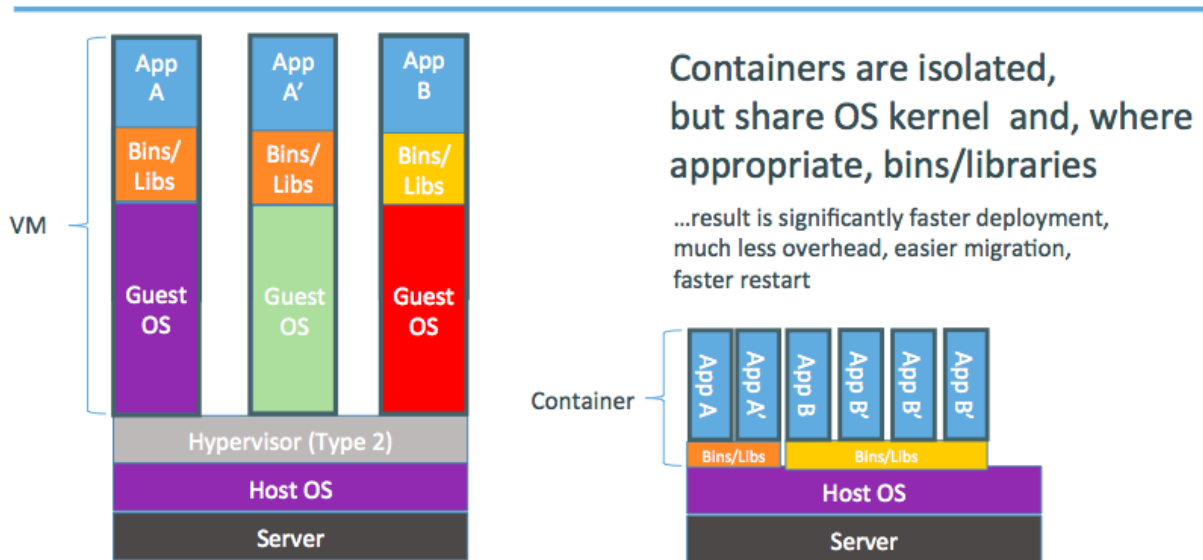 App
A
App
A'
App
B
Bins/
Libs
Bins/
Libs
Bins/
Libs
VM
Guest
OS
Guest
OS
Guest
OS
Hypervisor (Type 2)
Host OS
Server
Containers are isolated,
but share OS kernel and, where
appropriate, bins/libraries
...result is significantly faster deployment,
much less overhead, easier migration,
faster restart
Container
App A
App A'
App B
App B'
App B'
App B'
Bins/Libs
Bins/Libs
Host OS
Server